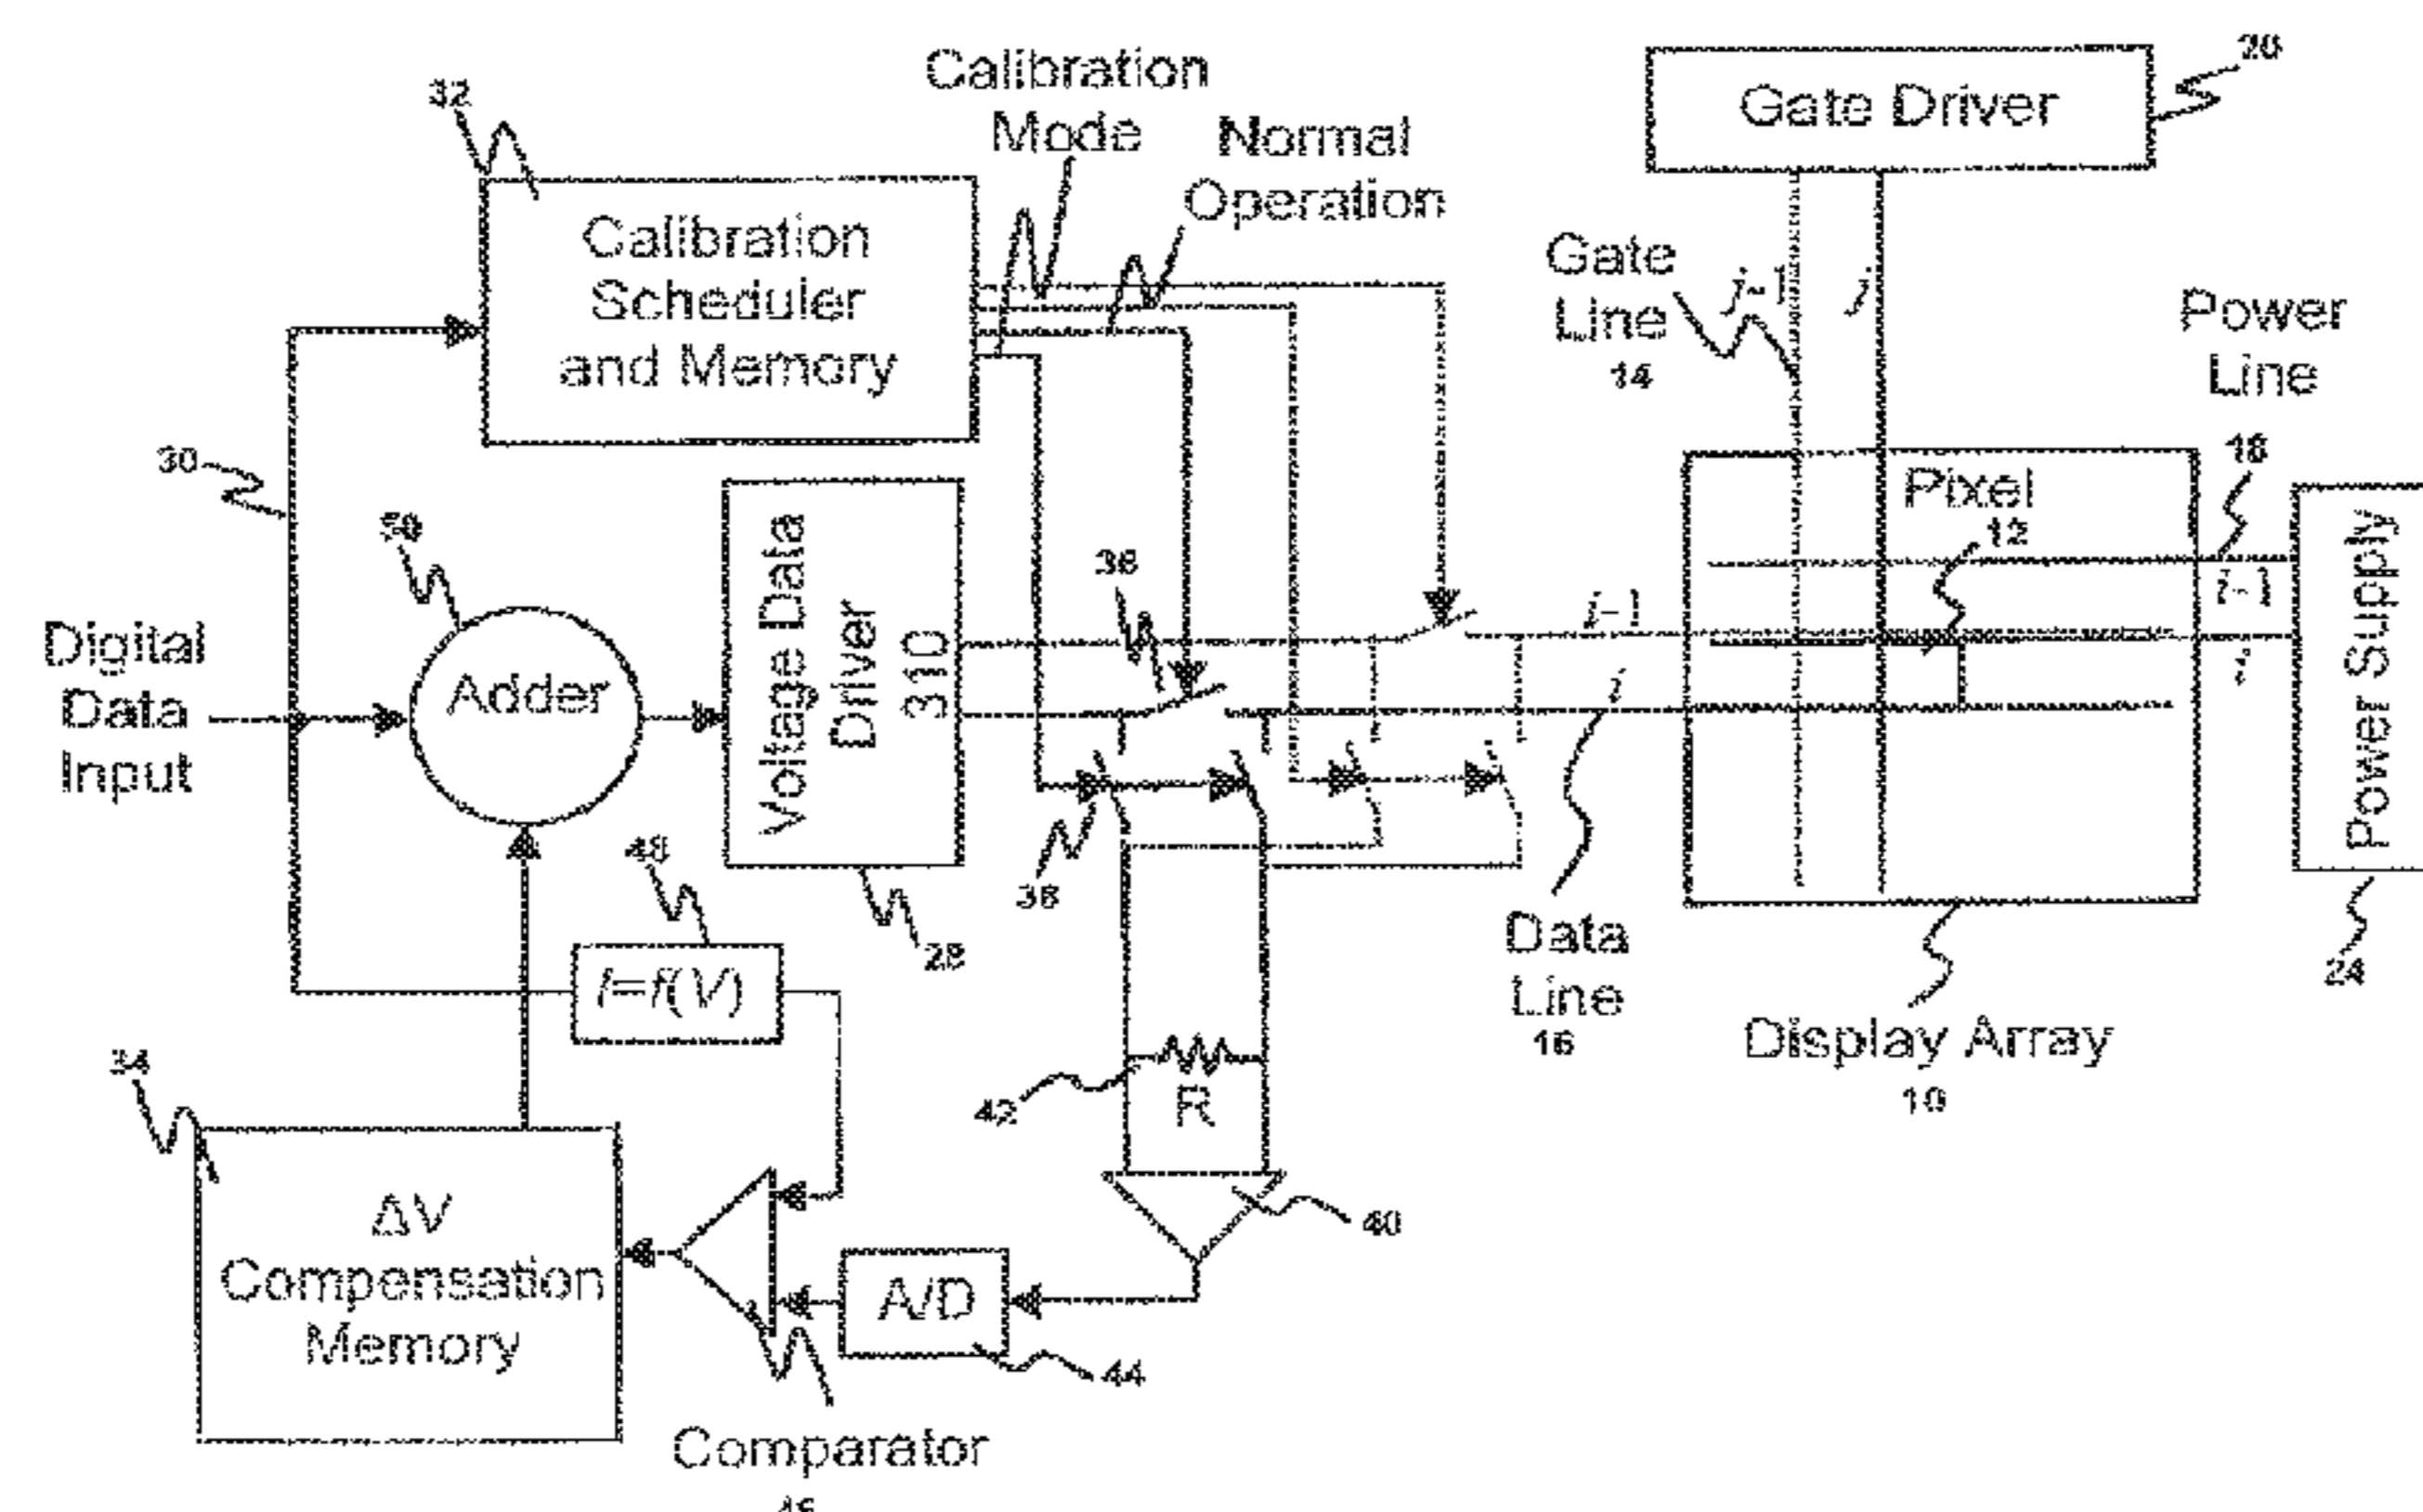 32
Calibration
Mode
Normal
Operation
Gate Driver
20
Calibration
Scheduler
and Memory
Gate
Line
14
j-1
j
Power
Line
30
Pixel
12
18
i-1
i
Power Supply
24
Digital
Data
Input
Adder
Voltage Data
Driver
310
28
36
38
i-1
i
Data
Line
16
Display Array
10
48
I=f(V)
34
ΔV
Compensation
Memory
42
R
40
A/D
44
Comparator